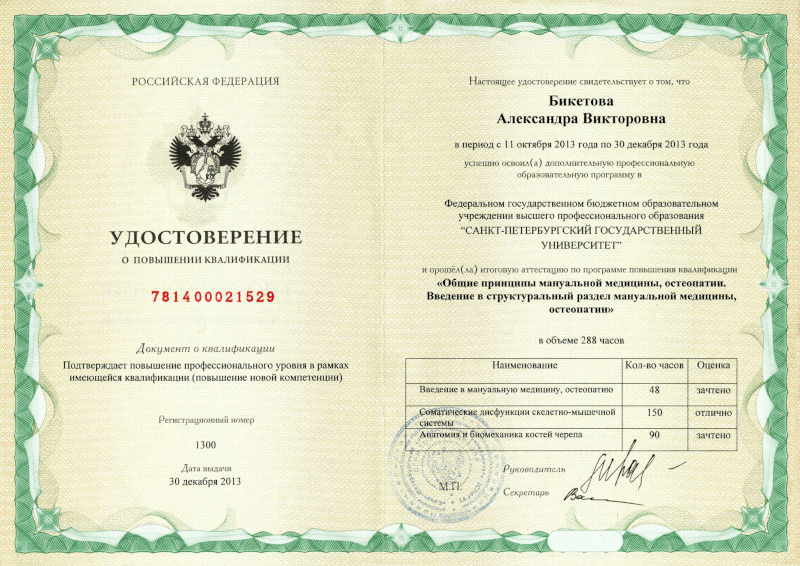 РОССИЙСКАЯ ФЕДЕРАЦИЯ
УДОСТОВЕРЕНИЕ
О ПОВЫШЕНИИ КВАЛИФИКАЦИИ
781400021529
Документ о квалификации
Подтверждает повышение профессионального уровня в рамках
имеющейся квалификации (повышение новой компетенции)
Регистрационный номер
1300
Дата выдачи
30 декабря 2013
Настоящее удостоверение свидетельствует о том, что
Бикетова
Александра Викторовна
в период с 11 октября 2013 года по 30 декабря 2013 года
успешно освоил(а) дополнительную профессиональную
образовательную программу в
Федеральном государственном бюджетном образовательном
учреждении высшего профессионального образования
“САНКТ-ПЕТЕРБУРГСКИЙ ГОСУДАРСТВЕННЫЙ
УНИВЕРСИТЕТ”
и прошёл(ла) итоговую аттестацию по программе повышения квалификации
«Общие принципы мануальной медицины, остеопатии.
Введение в структуральный раздел мануальной медицины,
остеопатии»
в объеме 288 часов
Наименование Кол-во часов Оценка
Введение в мануальную медицину, остеопатию 48 зачтено
Соматические дисфункции скелетно-мышечной 150 отлично
системы
Анатомия и биомеханика костей черепа 90 зачтено
Руководитель
М.П.
Секретарь